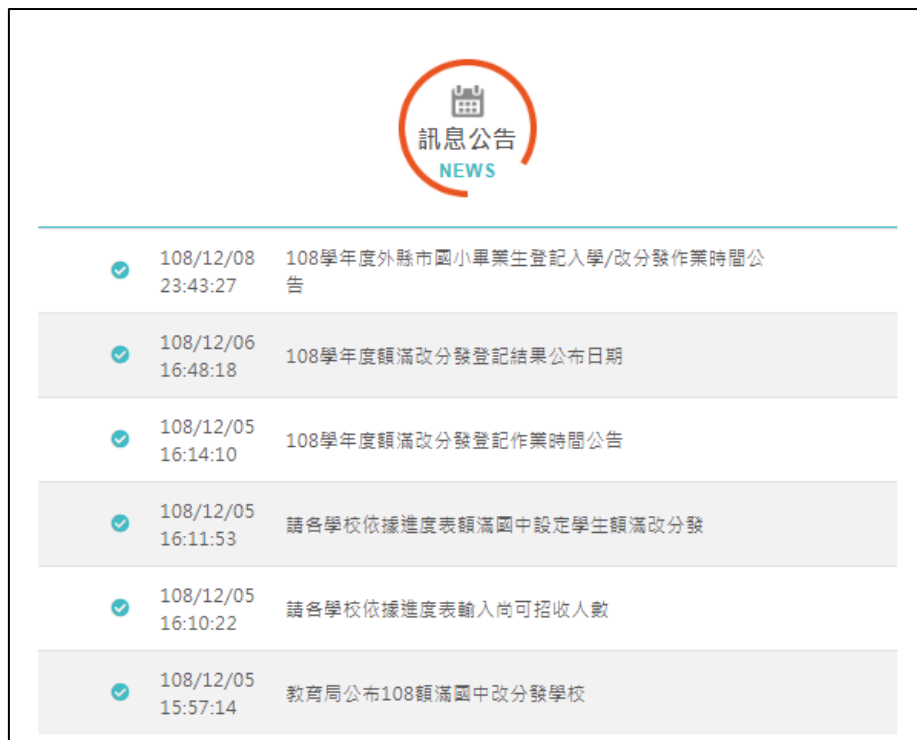 訊息公告
NEWS
108/12/08
23:43:27
108學年度外縣市國小畢業生登記入學/改分發作業時間公
告
108/12/06
16:48:18
108學年度額滿改分發登記結果公布日期
108/12/05
16:14:10
108學年度額滿改分發登記作業時間公告
108/12/05
16:11:53
請各學校依據進度表額滿國中設定學生額滿改分發
108/12/05
16:10:22
請各學校依據進度表輸入尚可招收人數
108/12/05
15:57:14
教育局公布108額滿國中改分發學校